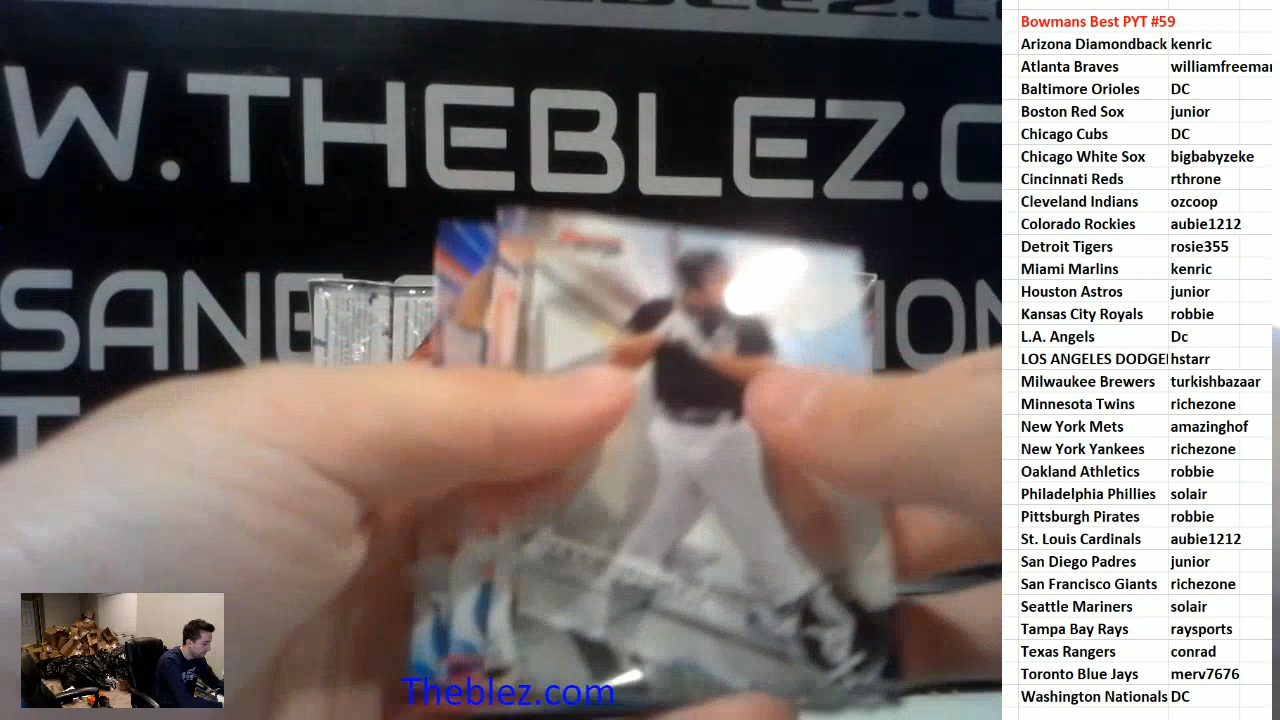 W.THEBLEZ.C
SANE
ION
Theblez.com
Bowmans Best PYT #59
Arizona Diamondback kenric
Atlanta Braves williamfreeman
Baltimore Orioles DC
Boston Red Sox junior
Chicago Cubs DC
Chicago White Sox bigbabyzeke
Cincinnati Reds rthrone
Cleveland Indians ozcoop
Colorado Rockies aubie1212
Detroit Tigers rosie355
Miami Marlins kenric
Houston Astros junior
Kansas City Royals robbie
L.A. Angels Dc
LOS ANGELES DODGE hstarr
Milwaukee Brewers turkishbazaar
Minnesota Twins richezone
New York Mets amazinghof
New York Yankees richezone
Oakland Athletics robbie
Philadelphia Phillies solair
Pittsburgh Pirates robbie
St. Louis Cardinals aubie1212
San Diego Padres junior
San Francisco Giants richezone
Seattle Mariners solair
Tampa Bay Rays raysports
Texas Rangers conrad
Toronto Blue Jays merv7676
Washington Nationals DC